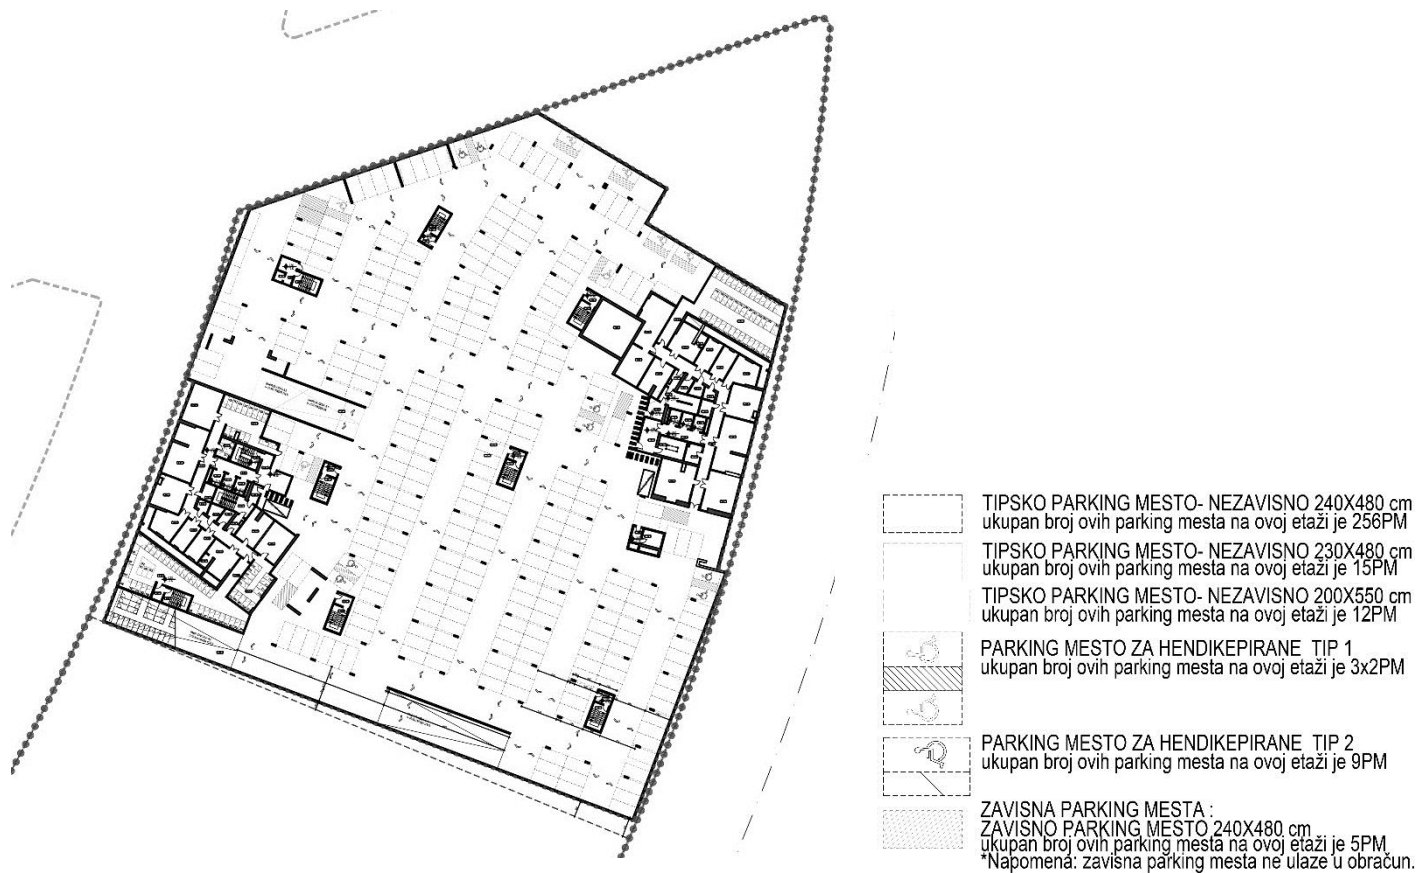 TIPSKO PARKING MESTO- NEZAVISNO 240X480 cm
ukupan broj ovih parking mesta na ovoj etaži je 256PM
TIPSKO PARKING MESTO- NEZAVISNO 230X480 cm
ukupan broj ovih parking mesta na ovoj etaži je 15PM
TIPSKO PARKING MESTO- NEZAVISNO 200X550 cm
ukupan broj ovih parking mesta na ovoj etaži je 12PM
PARKING MESTO ZA HENDIKEPIRANE TIP 1
ukupan broj ovih parking mesta na ovoj etaži je 3x2PM
PARKING MESTO ZA HENDIKEPIRANE TIP 2
ukupan broj ovih parking mesta na ovoj etaži je 9PM
ZAVISNA PARKING MESTA :
ZAVISNO PARKING MESTO 240X480 cm
ukupan broj ovih parking mesta na ovoj etaži je 5PM
*Napomena: zavisna parking mesta ne ulaze u obračun.